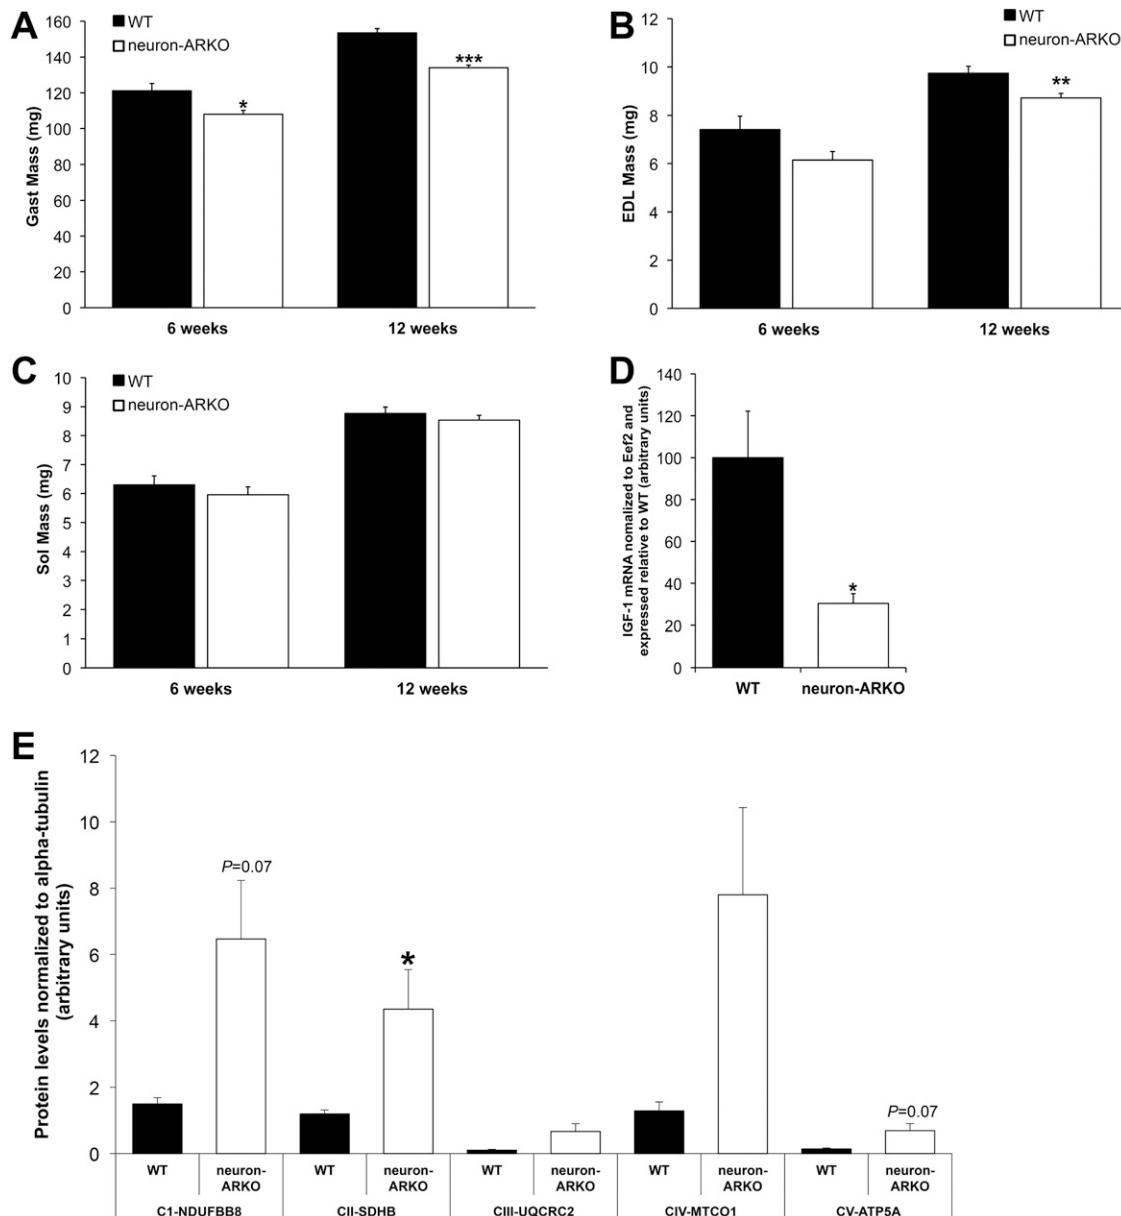 A
WT
neuron-ARKO
Gast Mass (mg)
160
140
120
100
80
60
40
20
0
*
***
6 weeks
12 weeks
B
WT
neuron-ARKO
EDL Mass (mg)
12
10
8
6
4
2
0
**
6 weeks
12 weeks
C
WT
neuron-ARKO
Sol Mass (mg)
10
9
8
7
6
5
4
3
2
1
0
6 weeks
12 weeks
D
IGF-1 mRNA nomalized to Eef2 and
expressed relative to WT (arbitrary units)
140
120
100
80
60
40
20
0
*
WT
neuron-ARKO
E
Protein levels normalized to alpha-tubulin
(arbitrary units)
12
10
8
6
4
2
0
P=0.07
*
P=0.07
WT
neuron-
ARKO
WT
neuron-
ARKO
WT
neuron-
ARKO
WT
neuron-
ARKO
WT
neuron-
ARKO
C1-NDUFBB8
CII-SDHB
CIII-UQCRC2
CIV-MTCO1
CV-ATP5A